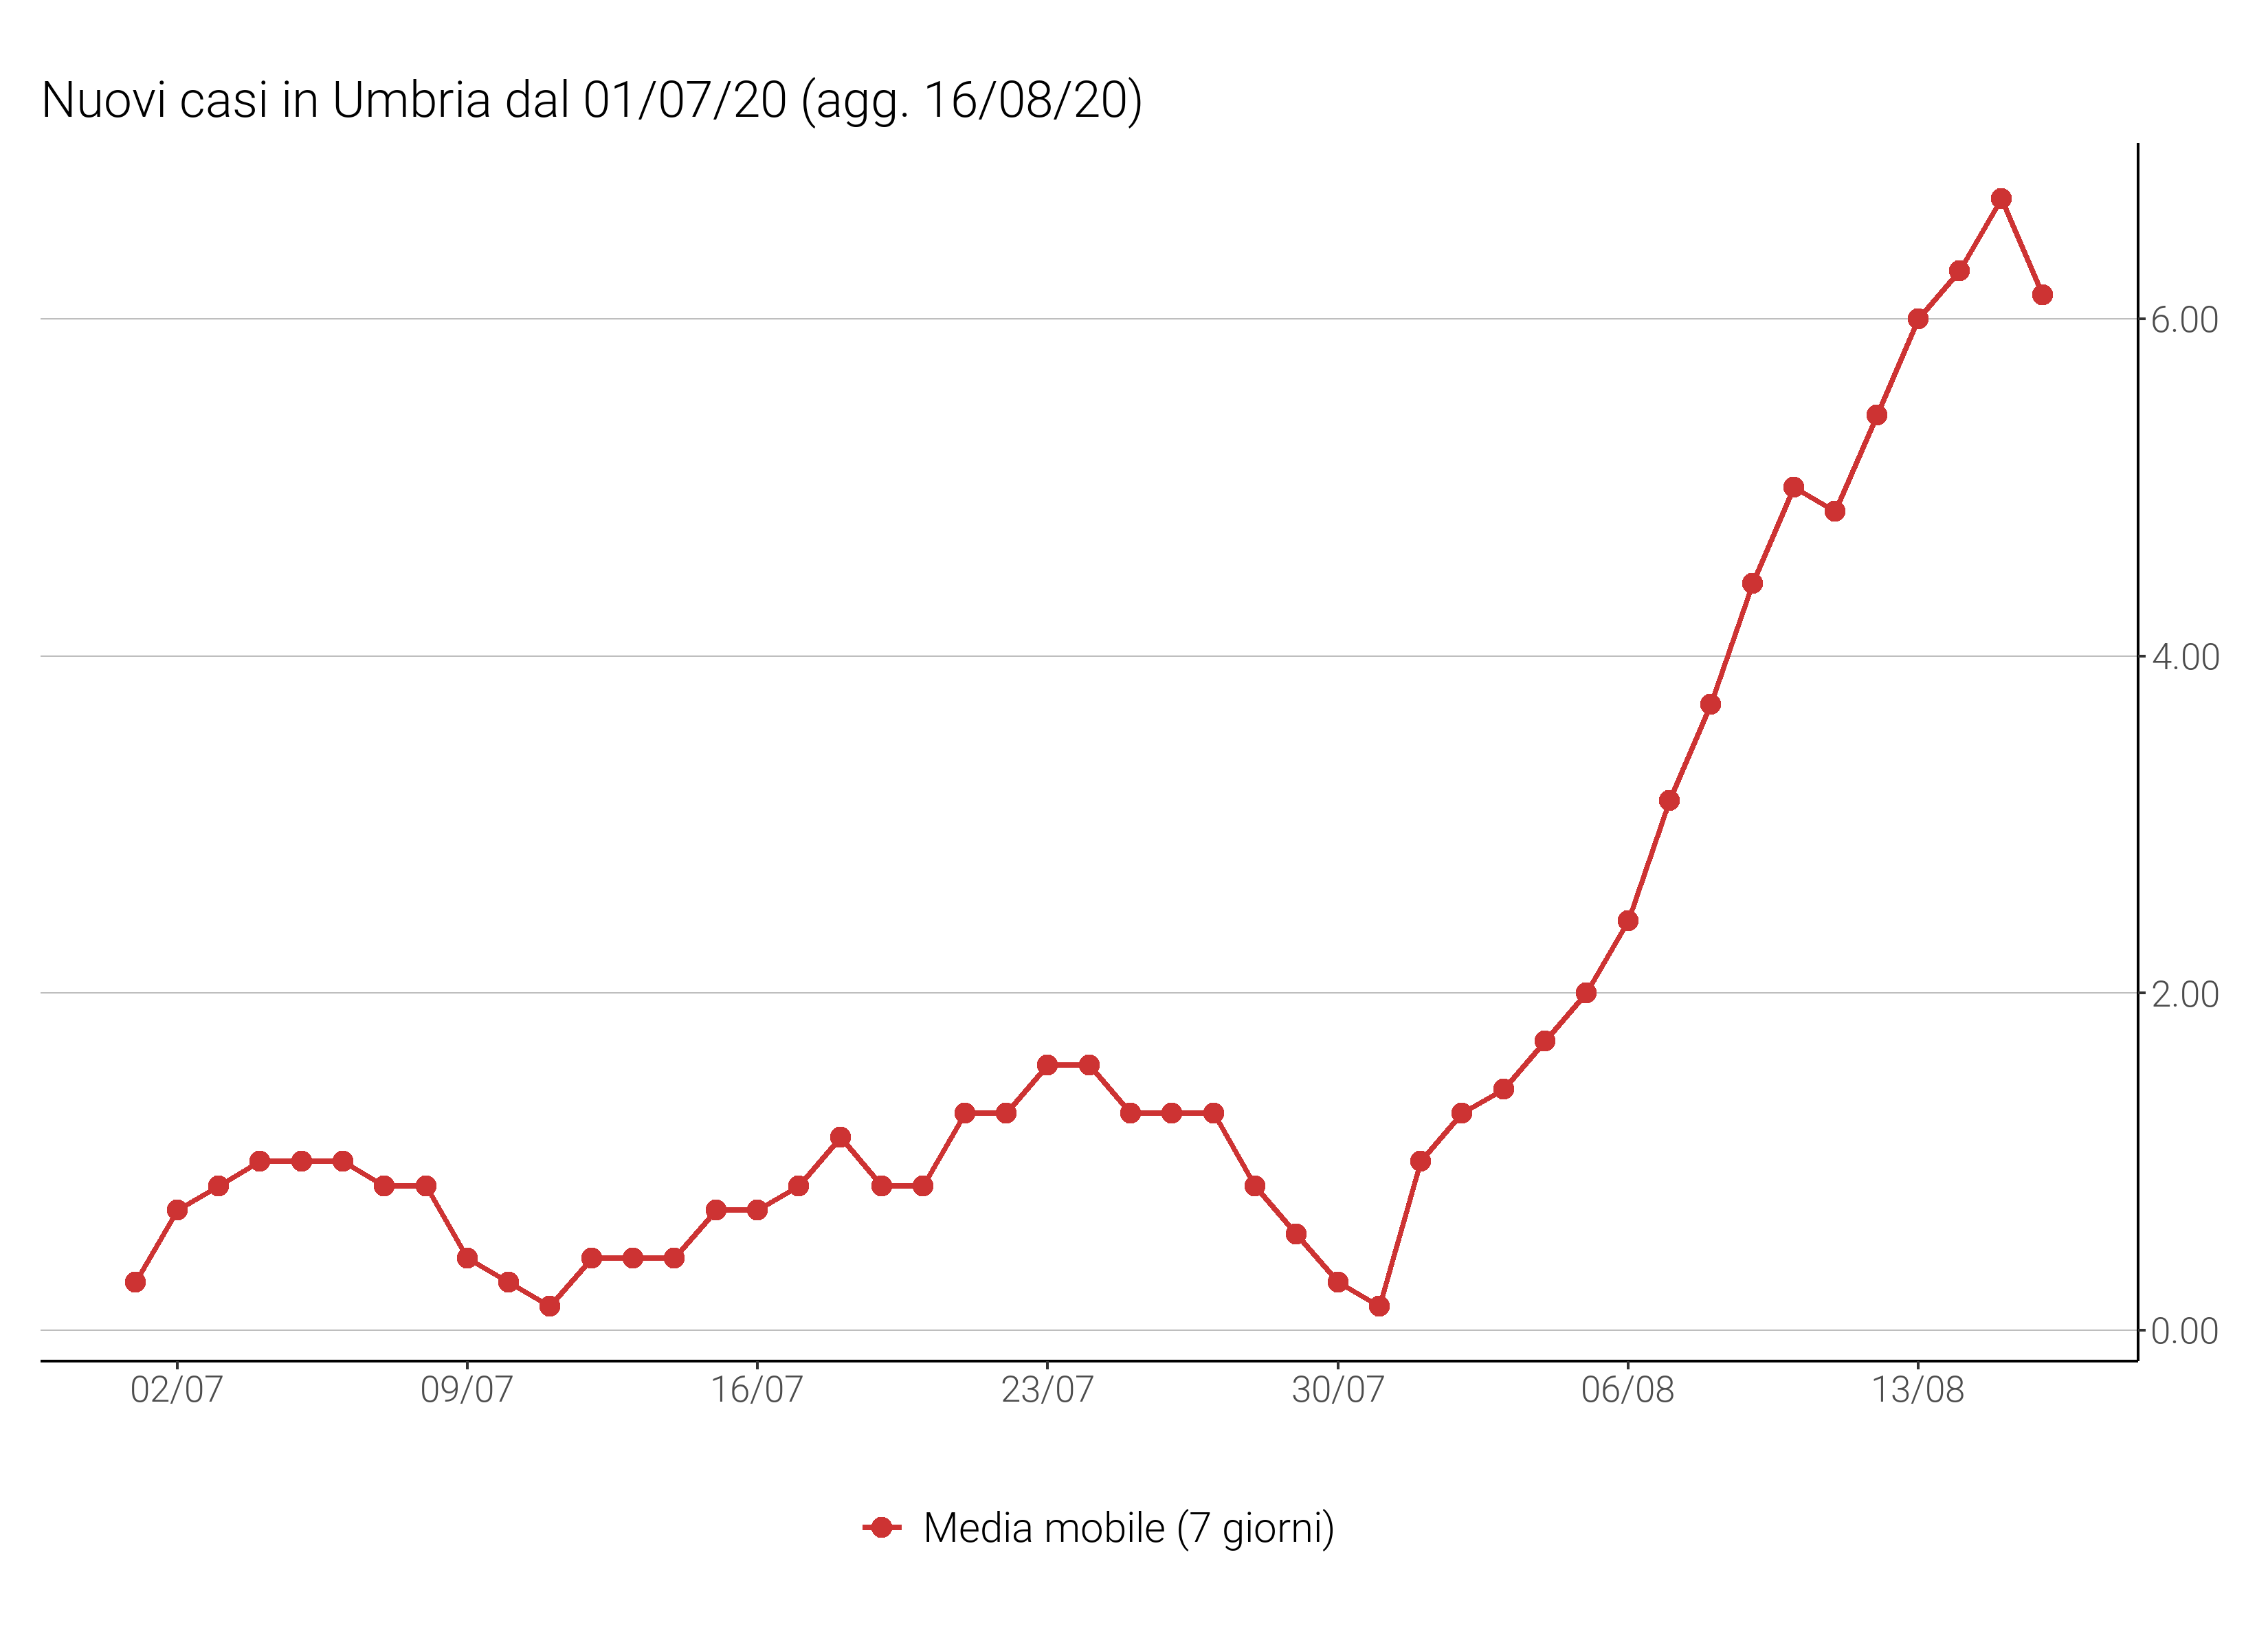 Nuovi casi in Umbria dal 01/07/20 (agg. 16/08/20)
6.00
4.00
2.00
0.00
02/07 09/07 16/07 23/07 30/07 06/08 13/08
Media mobile (7 giorni)